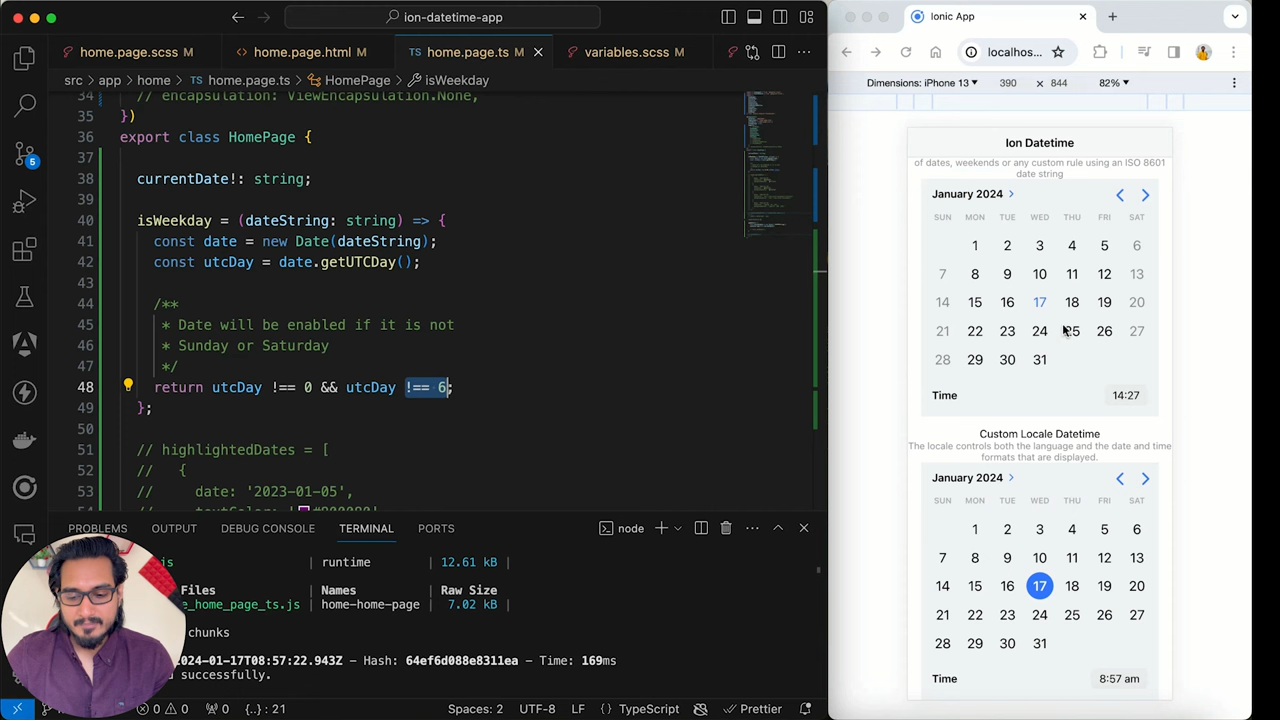 ion-datetime-app
home.page.scss M
home.page.html M
home.page.ts M
variables.scss M
src > app > home > TS home.page.ts > HomePage > isWeekday
34 // encapsulation: ViewEncapsulation.None,
35 })
36 export class HomePage {
37
38 currentDate!: string;
39
40 isWeekday = (dateString: string) => {
41 const date = new Date(dateString);
42 const utcDay = date.getUTCDay();
43
44 /**
45 * Date will be enabled if it is not
46 * Sunday or Saturday
47 */
48 return utcDay !== 0 && utcDay !== 6;
49 };
50
51 // highlightedDates = [
52 // {
53 // date: '2023-01-05',
// textColor: '#800080',
5
PROBLEMS OUTPUT DEBUG CONSOLE TERMINAL PORTS
node
js | runtime | 12.61 kB |
Files | Names | Raw Size
e_home_page_ts.js | home-home-page | 7.02 kB |
chunks
024-01-17T08:57:22.943Z - Hash: 64ef6d088e8311ea - Time: 169ms
d successfully.
0 0 {..}: 21 Spaces: 2 UTF-8 LF TypeScript Prettier
Ionic App
localhos...
Dimensions: iPhone 13 390 × 844 82%
Ion Datetime
of dates, weekends or any custom rule using an ISO 8601
date string
January 2024
SUN MON TUE WED THU FRI SAT
1 2 3 4 5 6
7 8 9 10 11 12 13
14 15 16 17 18 19 20
21 22 23 24 25 26 27
28 29 30 31
Time 14:27
Custom Locale Datetime
The locale controls both the language and the date and time
formats that are displayed.
January 2024
SUN MON TUE WED THU FRI SAT
1 2 3 4 5 6
7 8 9 10 11 12 13
14 15 16 17 18 19 20
21 22 23 24 25 26 27
28 29 30 31
Time 8:57 am